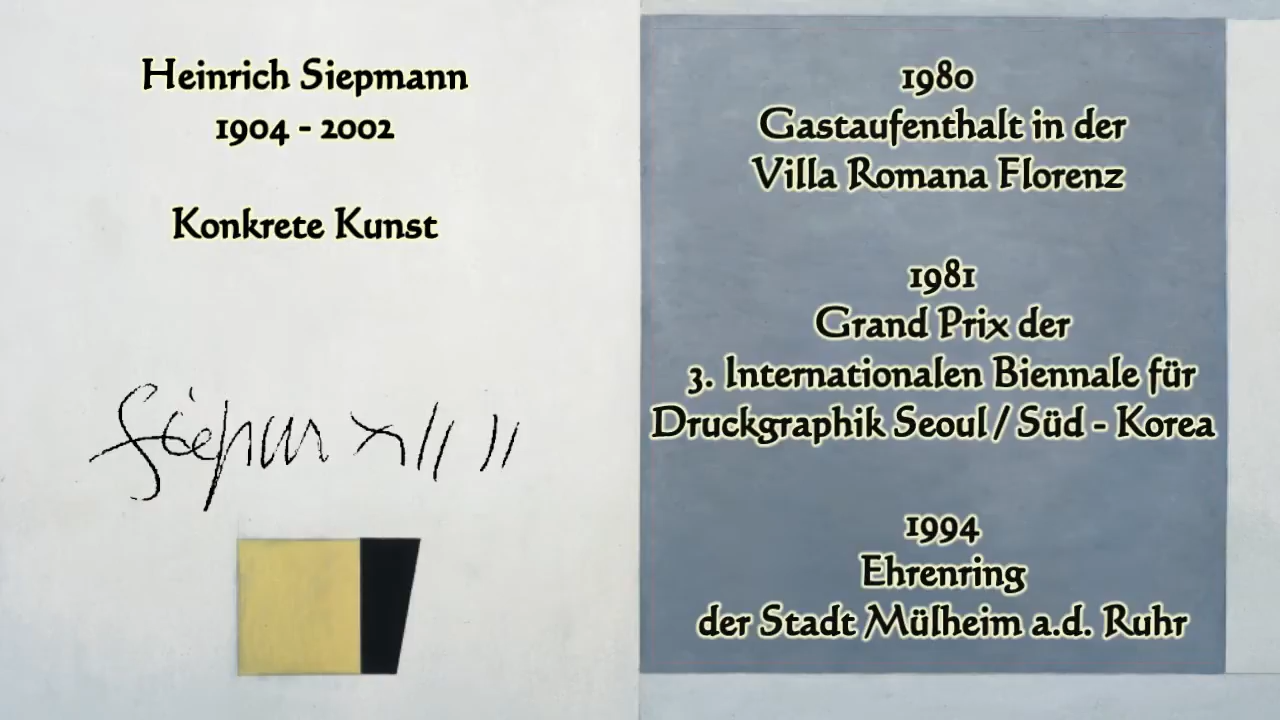 Heinrich Siepmann
1904 - 2002
Konkrete Kunst
1980
Gastaufenthalt in der
Villa Romana Florenz
1981
Grand Prix der
3. Internationalen Biennale für
Druckgraphik Seoul / Süd - Korea
1994
Ehrenring
der Stadt Mülheim a.d. Ruhr